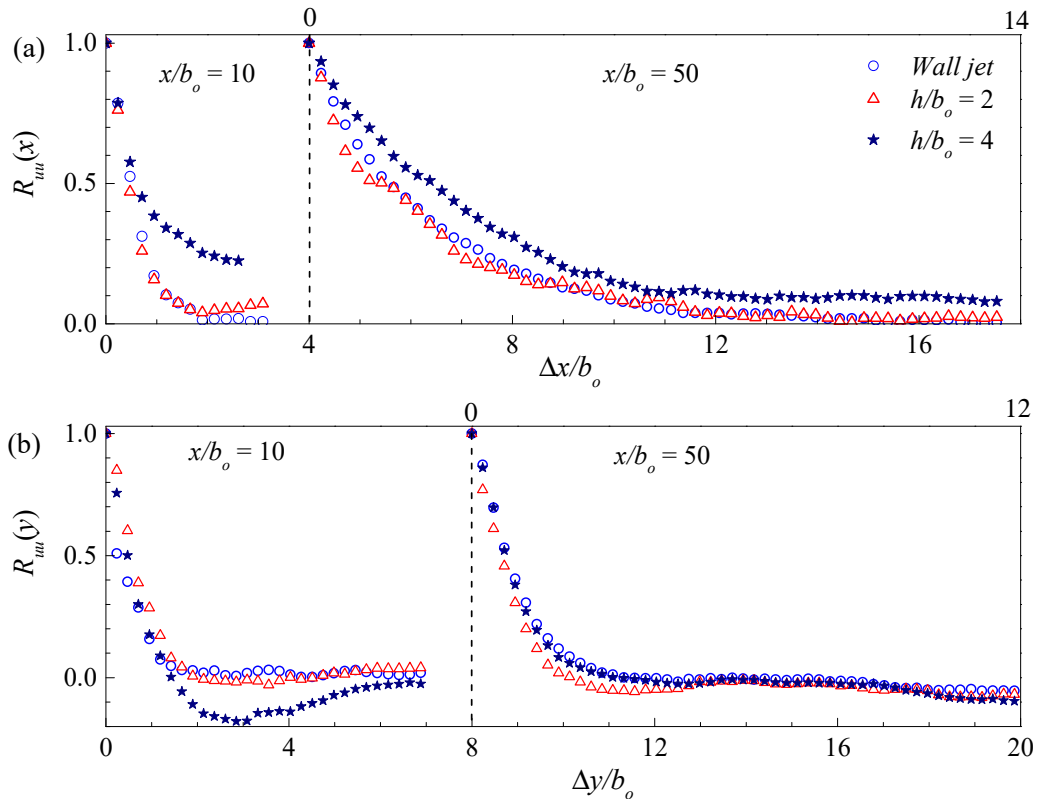 0 14
(a)
x/bₒ = 10 x/bₒ = 50
Wall jet
h/bₒ = 2
h/bₒ = 4
1.0
0.5
0.0
Rᵤᵤ(x)
0 4 8 12 16
Δx/bₒ
0 12
(b)
x/bₒ = 10 x/bₒ = 50
1.0
0.5
0.0
Rᵤᵤ(y)
0 4 8 12 16 20
Δy/bₒ